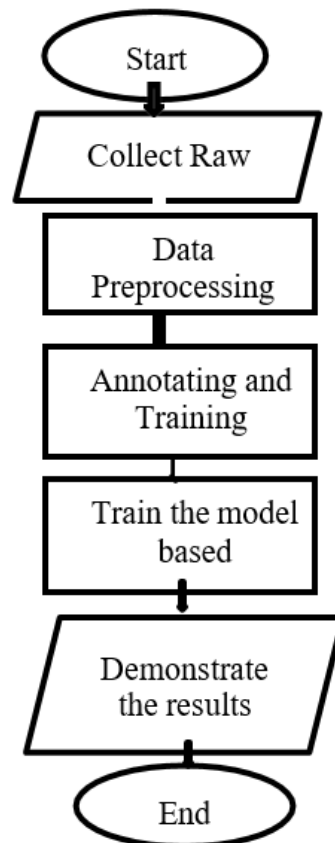 Start
Collect Raw
Data
Preprocessing
Annotating and
Training
Train the model
based
Demonstrate
the results
End